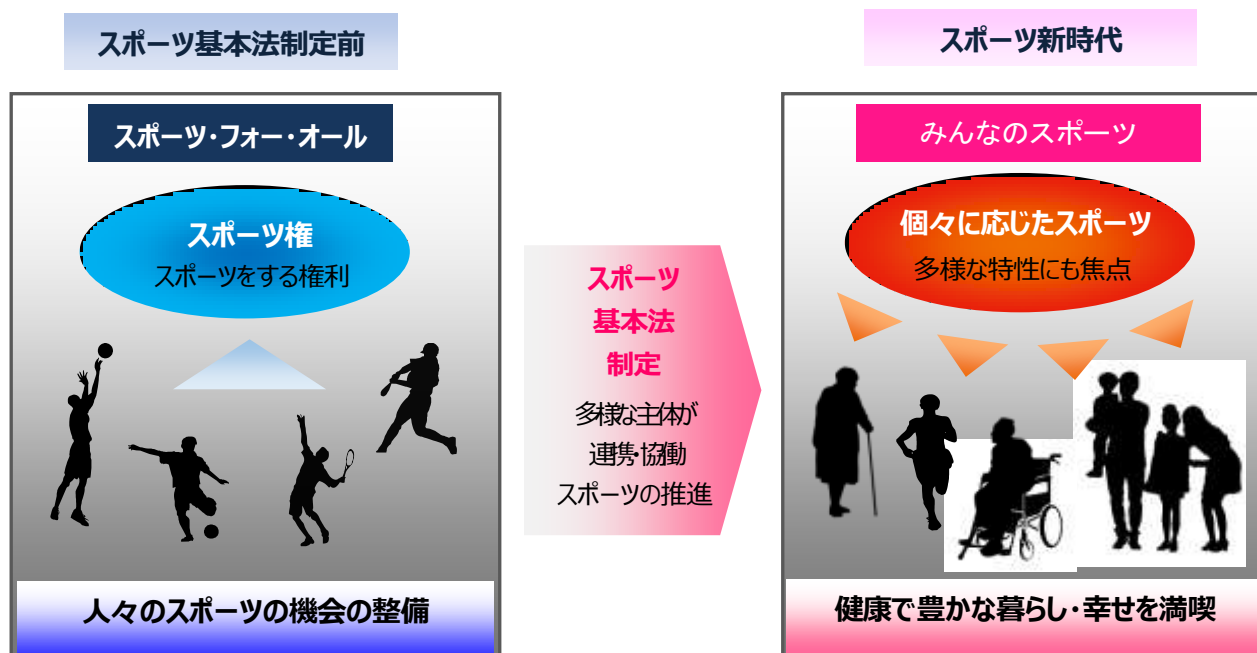 スポーツ基本法制定前
スポーツ・フォー・オール
スポーツ権
スポーツをする権利
人々のスポーツの機会の整備
スポーツ
基本法
制定
多様な主体が
連携・協働
スポーツの推進
スポーツ新時代
みんなのスポーツ
個々に応じたスポーツ
多様な特性にも焦点
健康で豊かな暮らし・幸せを満喫